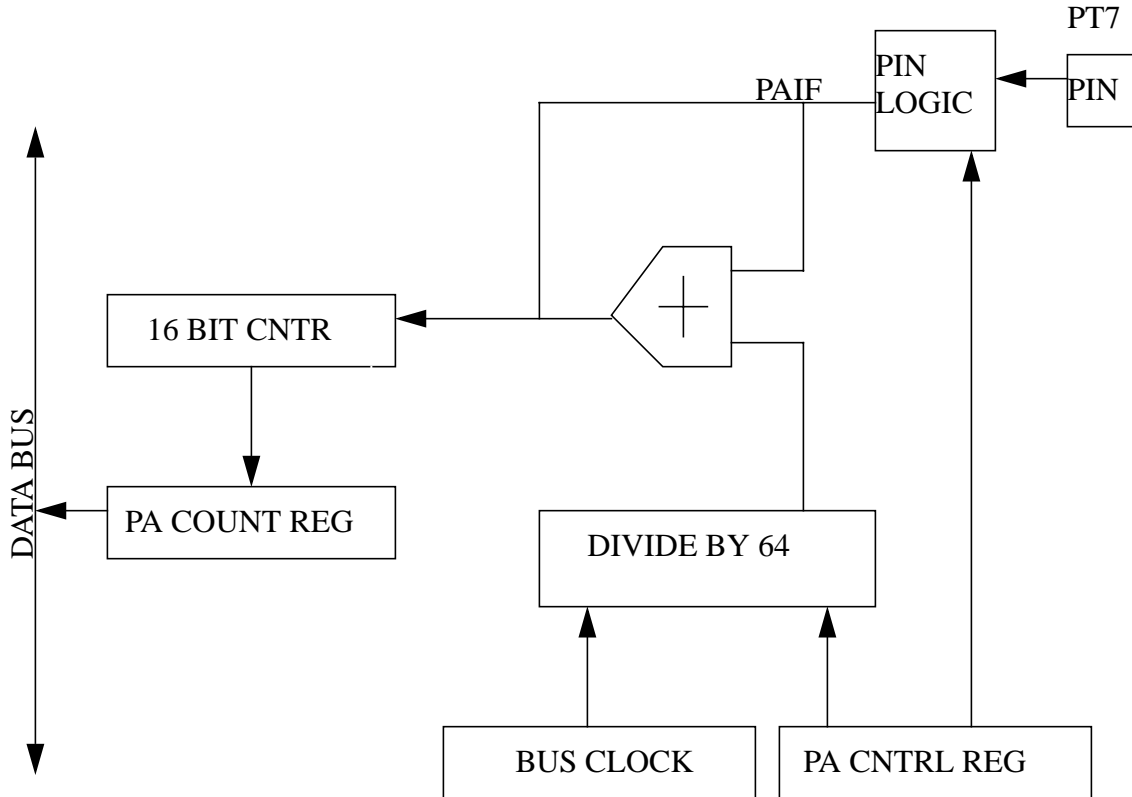 PT7
PIN
LOGIC
PIN
PAIF
16 BIT CNTR
DATA BUS
PA COUNT REG
DIVIDE BY 64
BUS CLOCK
PA CNTRL REG